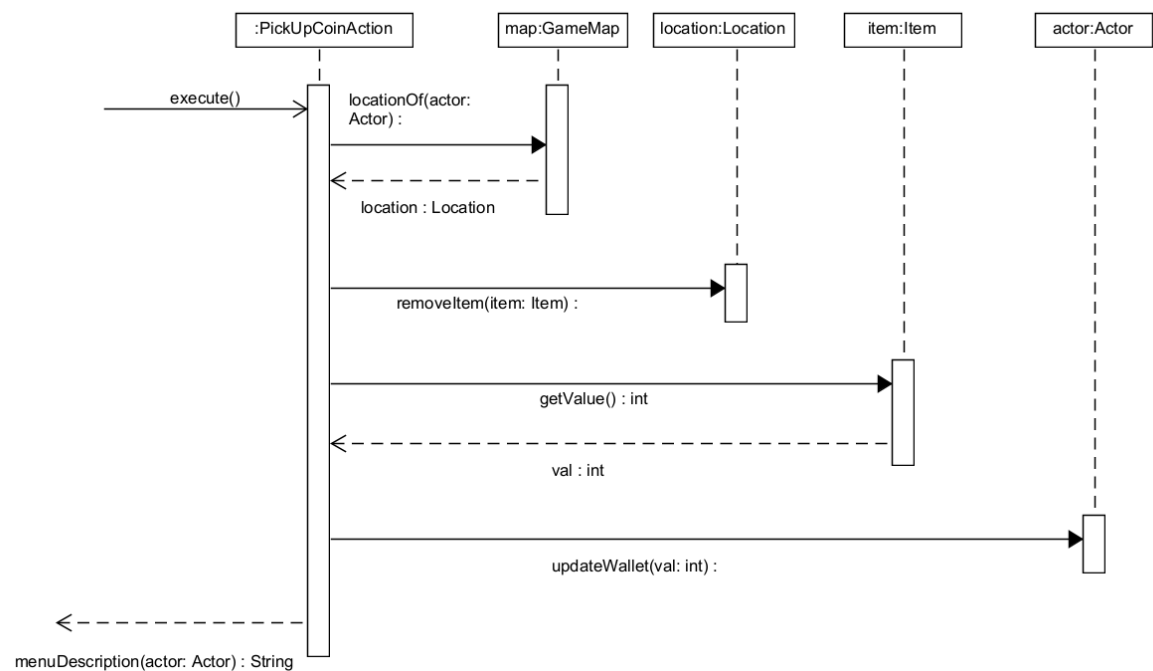 :PickUpCoinAction
map:GameMap
location:Location
item:Item
actor:Actor
execute()
locationOf(actor:
Actor) :
location : Location
removeItem(item: Item) :
getValue() : int
val : int
updateWallet(val: int) :
menuDescription(actor: Actor) : String